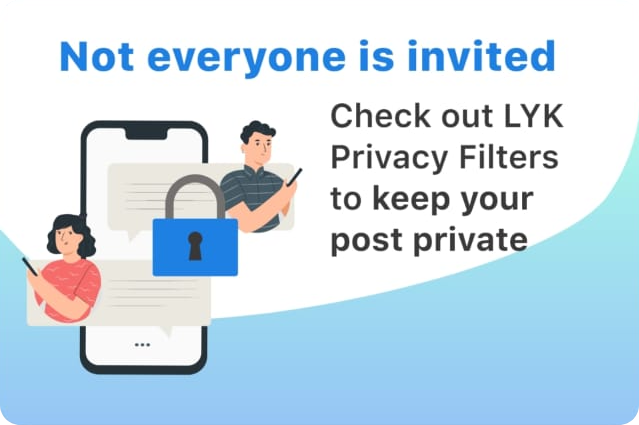 Not everyone is invited
Check out LYK
Privacy Filters
to keep your
post private